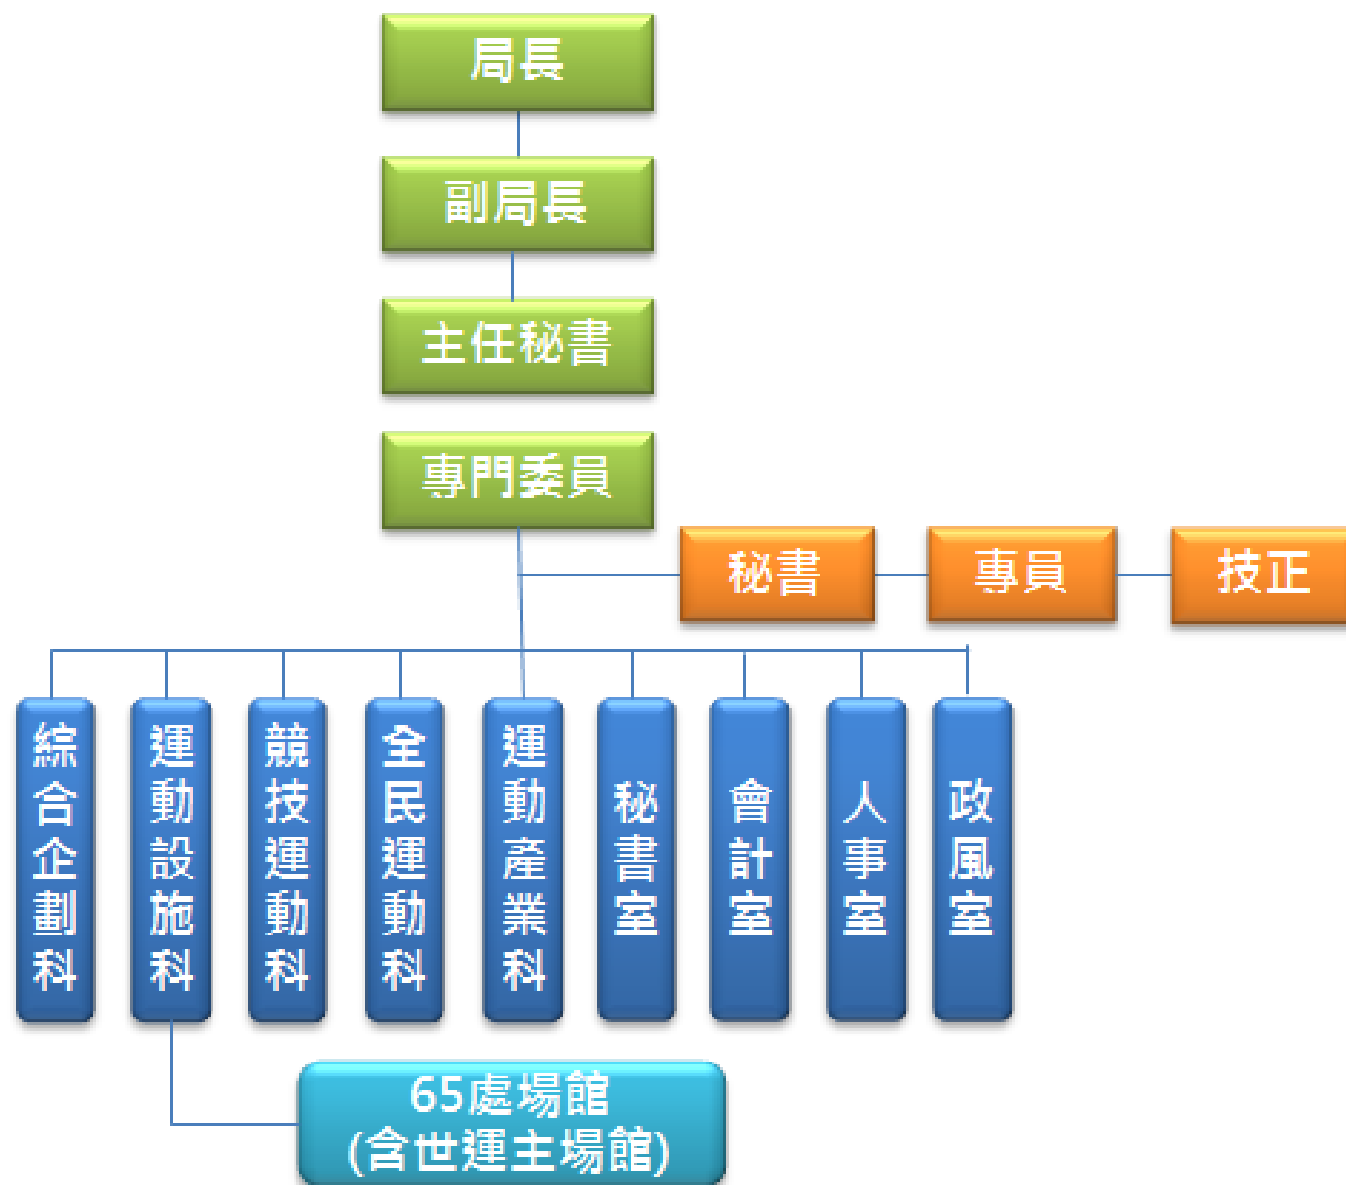 局長
副局長
主任秘書
專門委員
秘書
專員
技正
綜合企劃科
運動設施科
競技運動科
全民運動科
運動產業科
秘書室
會計室
人事室
政風室
65處場館
(含世運主場館)